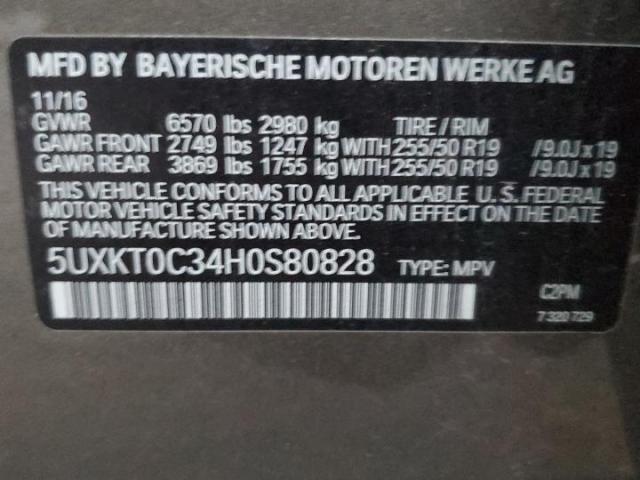 MFD BY BAYERISCHE MOTOREN WERKE AG
11/16
GVWR 6570 lbs 2980 kg TIRE / RIM
GAWR FRONT 2749 lbs 1247 kg WITH 255/50 R19 /9.0J x 19
GAWR REAR 3869 lbs 1755 kg WITH 255/50 R19 /9.0J x 19
THIS VEHICLE CONFORMS TO ALL APPLICABLE U.S. FEDERAL
MOTOR VEHICLE SAFETY STANDARDS IN EFFECT ON THE DATE
OF MANUFACTURE SHOWN ABOVE.
5UXKT0C34H0S80828 TYPE: MPV
C2PM
7 320 729